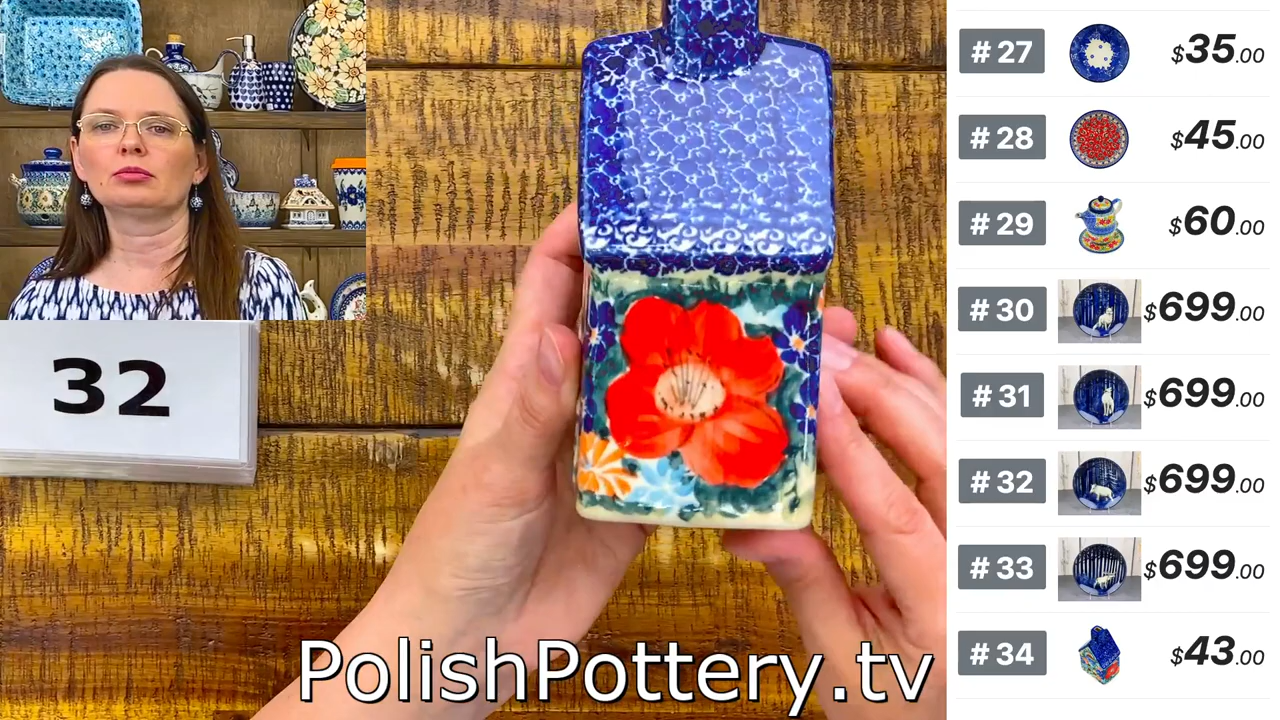 32
PolishPottery.tv
# 27 $35.00
# 28 $45.00
# 29 $60.00
# 30 $699.00
# 31 $699.00
# 32 $699.00
# 33 $699.00
# 34 $43.00